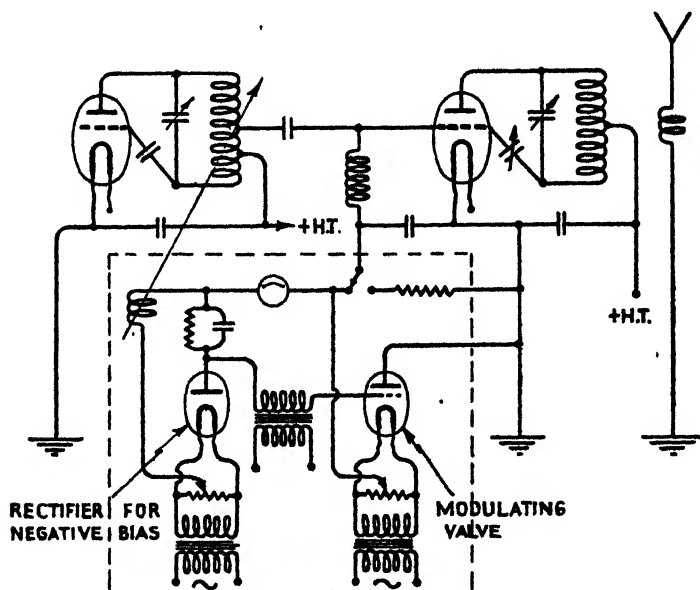 +H.T.
+H.T.
RECTIFIER FOR
NEGATIVE BIAS
MODULATING
VALVE